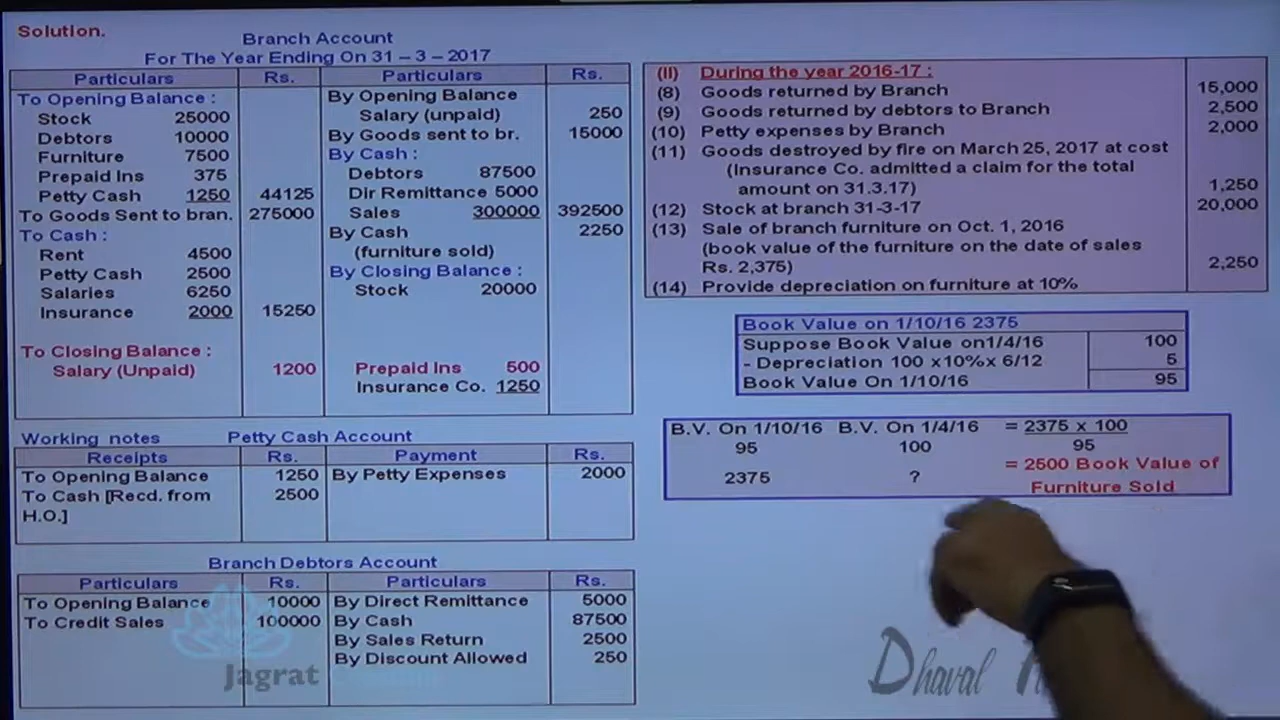 Solution.
Branch Account
For The Year Ending On 31 – 3 – 2017
Particulars Rs. Particulars Rs.
To Opening Balance : By Opening Balance
Stock 25000 Salary (unpaid) 250
Debtors 10000 By Goods sent to br. 15000
Furniture 7500 By Cash :
Prepaid Ins 375 Debtors 87500
Petty Cash 1250 44125 Dir Remittance 5000
To Goods Sent to bran. 275000 Sales 300000 392500
To Cash : By Cash 2250
Rent 4500 (furniture sold)
Petty Cash 2500 By Closing Balance :
Salaries 6250 Stock 20000
Insurance 2000 15250
To Closing Balance :
Salary (Unpaid) 1200 Prepaid Ins 500
Insurance Co. 1250
Working notes Petty Cash Account
Receipts Rs. Payment Rs.
To Opening Balance 1250 By Petty Expenses 2000
To Cash [Recd. from 2500
H.O.]
Branch Debtors Account
Particulars Rs. Particulars Rs.
To Opening Balance 10000 By Direct Remittance 5000
To Credit Sales 100000 By Cash 87500
By Sales Return 2500
By Discount Allowed 250
Jagrat
(II) During the year 2016-17 :
(8) Goods returned by Branch 15,000
(9) Goods returned by debtors to Branch 2,500
(10) Petty expenses by Branch 2,000
(11) Goods destroyed by fire on March 25, 2017 at cost
(Insurance Co. admitted a claim for the total
amount on 31.3.17) 1,250
(12) Stock at branch 31-3-17 20,000
(13) Sale of branch furniture on Oct. 1, 2016
(book value of the furniture on the date of sales
Rs. 2,375) 2,250
(14) Provide depreciation on furniture at 10%
Book Value on 1/10/16 2375
Suppose Book Value on1/4/16 100
- Depreciation 100 x10%x 6/12 5
Book Value On 1/10/16 95
B.V. On 1/10/16 B.V. On 1/4/16 = 2375 x 100
95 100 95
2375 ? = 2500 Book Value of
Furniture Sold
Dhaval